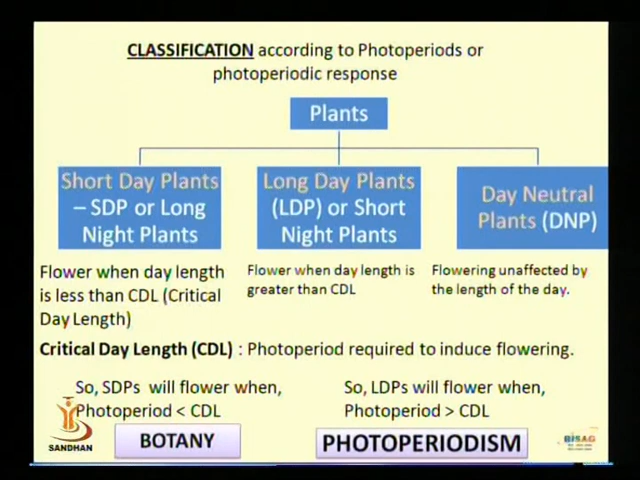 CLASSIFICATION according to Photoperiods or
photoperiodic response
Plants
Short Day Plants
– SDP or Long
Night Plants
Long Day Plants
(LDP) or Short
Night Plants
Day Neutral
Plants (DNP)
Flower when day length
is less than CDL (Critical
Day Length)
Flower when day length is
greater than CDL
Flowering unaffected by
the length of the day.
Critical Day Length (CDL) : Photoperiod required to induce flowering.
So, SDPs will flower when,
Photoperiod < CDL
So, LDPs will flower when,
Photoperiod > CDL
SANDHAN
BOTANY
PHOTOPERIODISM
BISAG